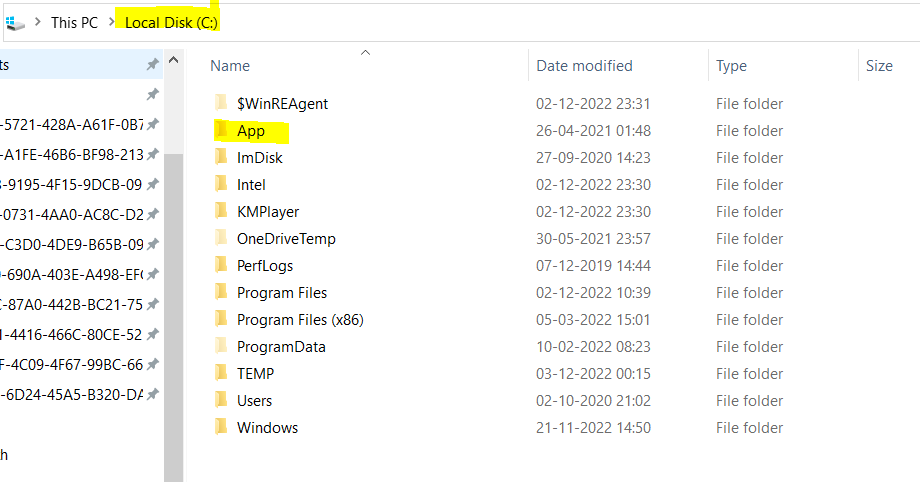 This PC > Local Disk (C:)
ts
-5721-428A-A61F-0B7
-A1FE-46B6-BF98-213
-9195-4F15-9DCB-09
-0731-4AA0-AC8C-D2
-C3D0-4DE9-B65B-09
-690A-403E-A498-EF
-87A0-442B-BC21-75
-4416-466C-80CE-52
-4C09-4F67-99BC-66
-6D24-45A5-B320-DA
h
Name Date modified Type Size
$WinREAgent 02-12-2022 23:31 File folder
App 26-04-2021 01:48 File folder
ImDisk 27-09-2020 14:23 File folder
Intel 02-12-2022 23:30 File folder
KMPlayer 02-12-2022 23:30 File folder
OneDriveTemp 30-05-2021 23:57 File folder
PerfLogs 07-12-2019 14:44 File folder
Program Files 02-12-2022 10:39 File folder
Program Files (x86) 05-03-2022 15:01 File folder
ProgramData 10-02-2022 08:23 File folder
TEMP 03-12-2022 00:15 File folder
Users 02-10-2020 21:02 File folder
Windows 21-11-2022 14:50 File folder